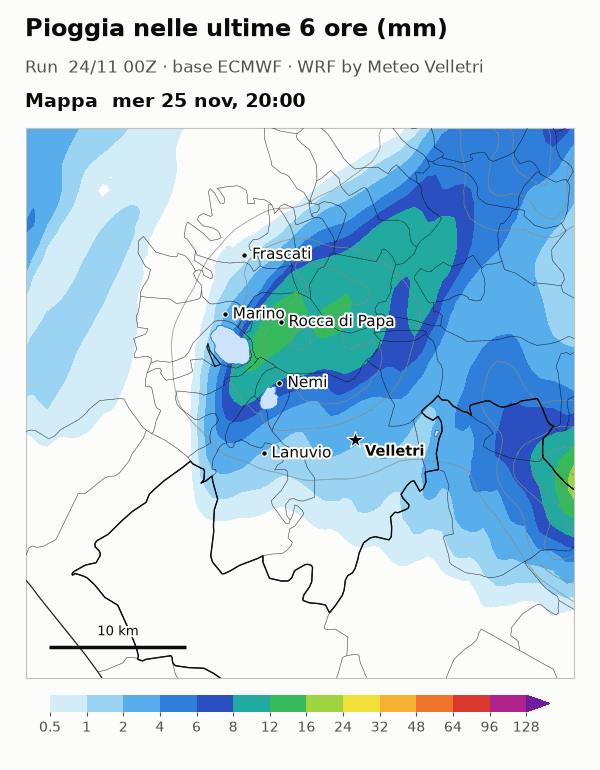 Pioggia nelle ultime 6 ore (mm)
Run  24/11 00Z · base ECMWF · WRF by Meteo Velletri
Mappa  mer 25 nov, 20:00
Frascati
Marino
Rocca di Papa
Nemi
Velletri
Lanuvio
10 km
0.5 1 2 4 6 8 12 16 24 32 48 64 96 128